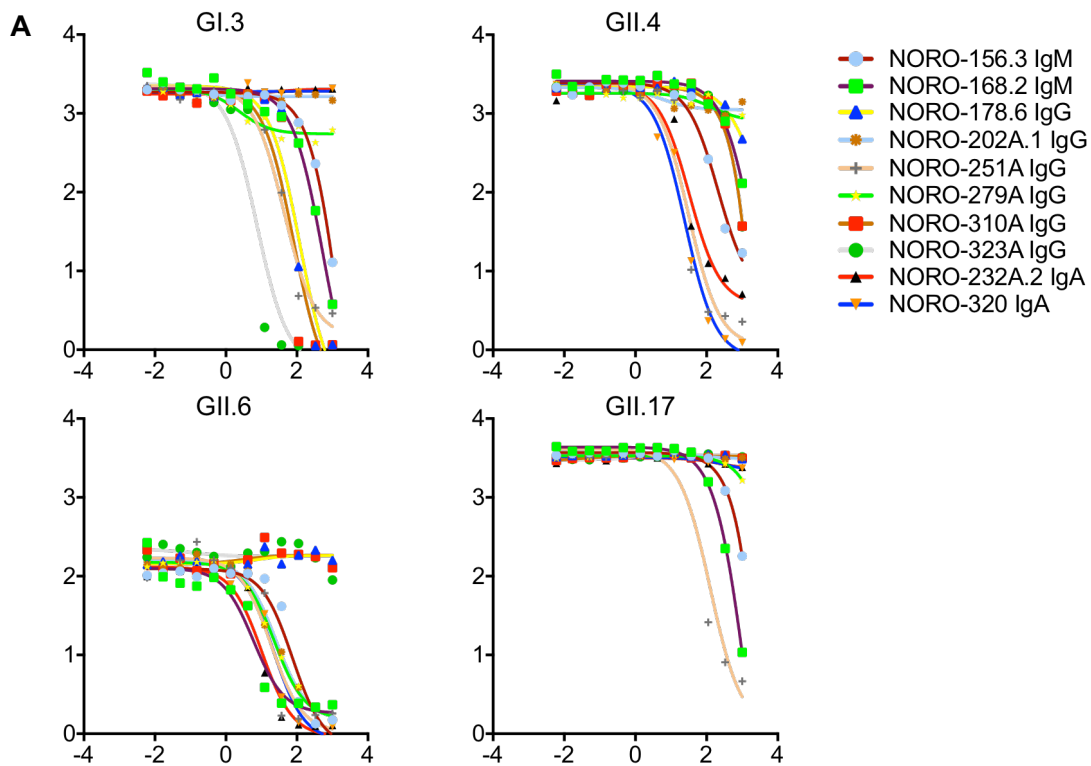 A
GI.3
4
3
2
1
0
-4 -2 0 2 4
GII.4
4
3
2
1
0
-4 -2 0 2 4
NORO-156.3 IgM
NORO-168.2 IgM
NORO-178.6 IgG
NORO-202A.1 IgG
NORO-251A IgG
NORO-279A IgG
NORO-310A IgG
NORO-323A IgG
NORO-232A.2 IgA
NORO-320 IgA
GII.6
4
3
2
1
0
-4 -2 0 2 4
GII.17
4
3
2
1
0
-4 -2 0 2 4